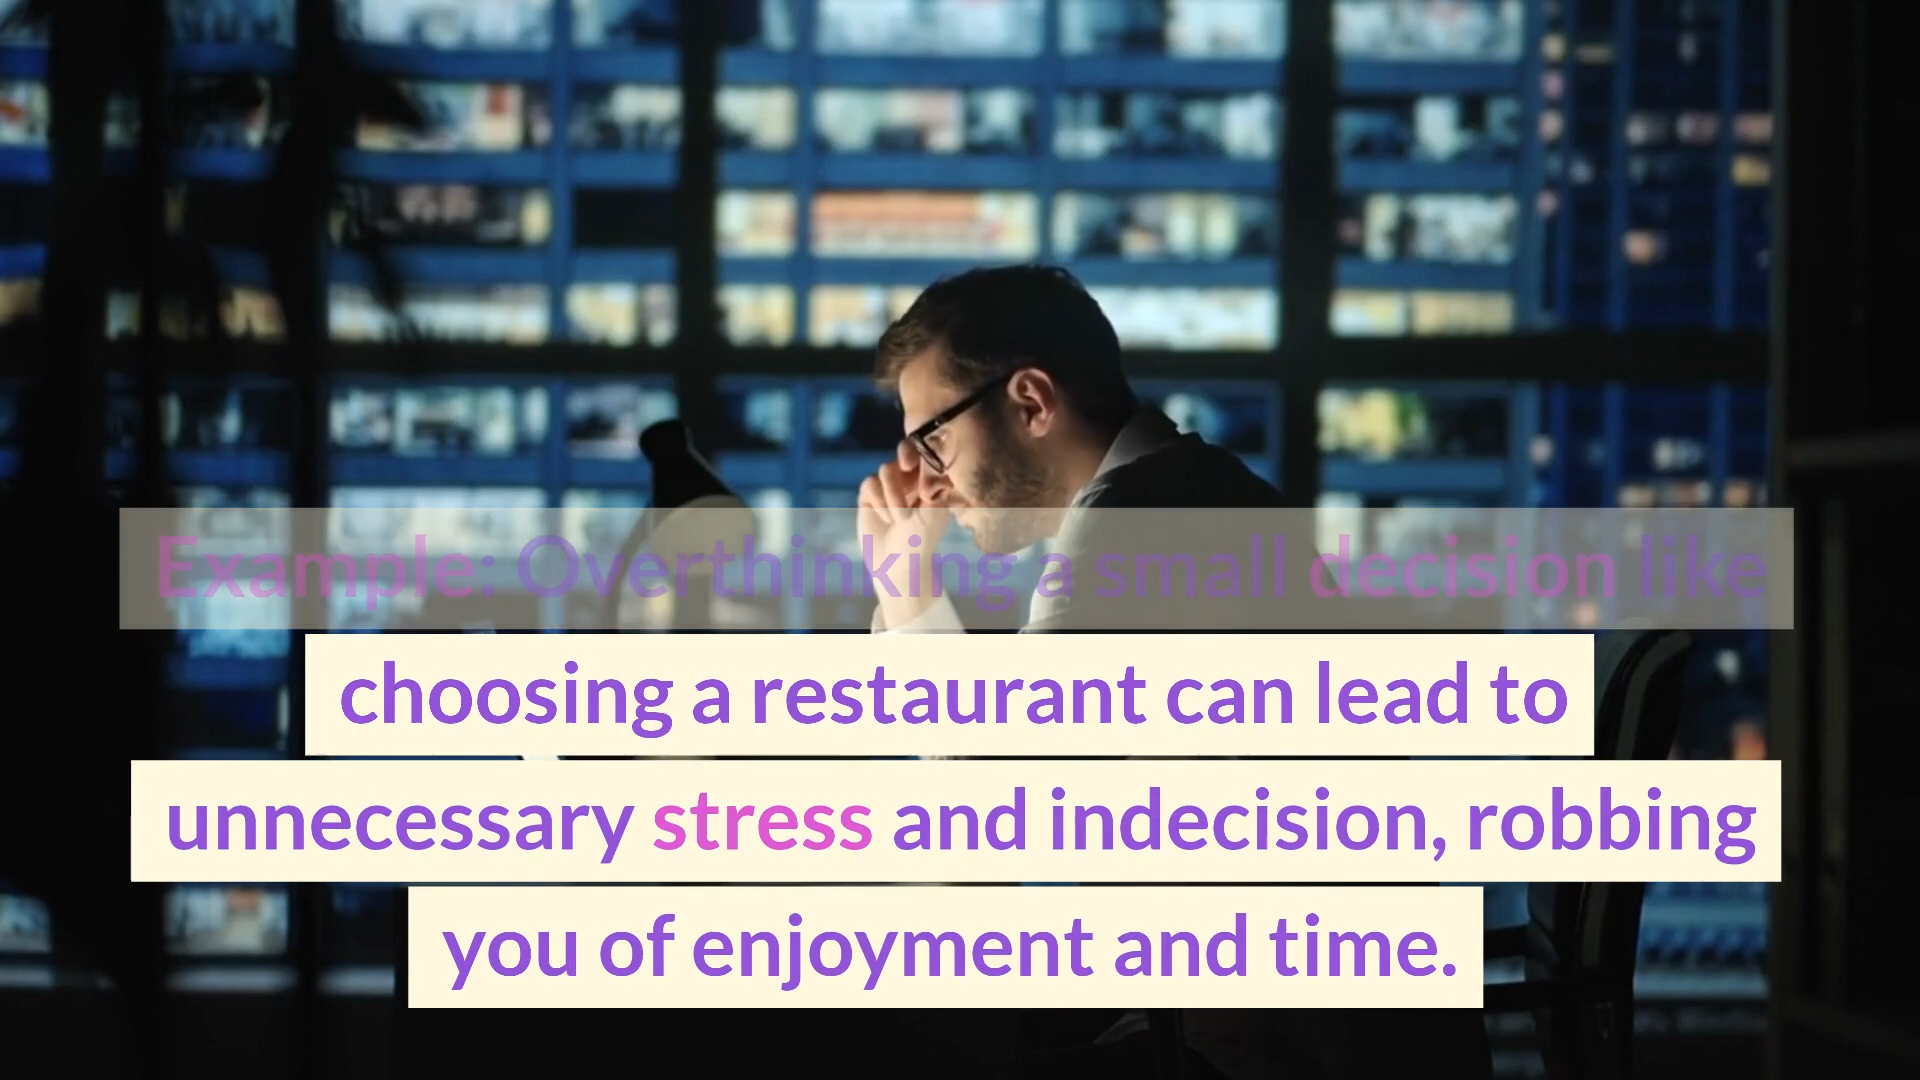 Example: Overthinking a small decision like
choosing a restaurant can lead to
unnecessary stress and indecision, robbing
you of enjoyment and time.